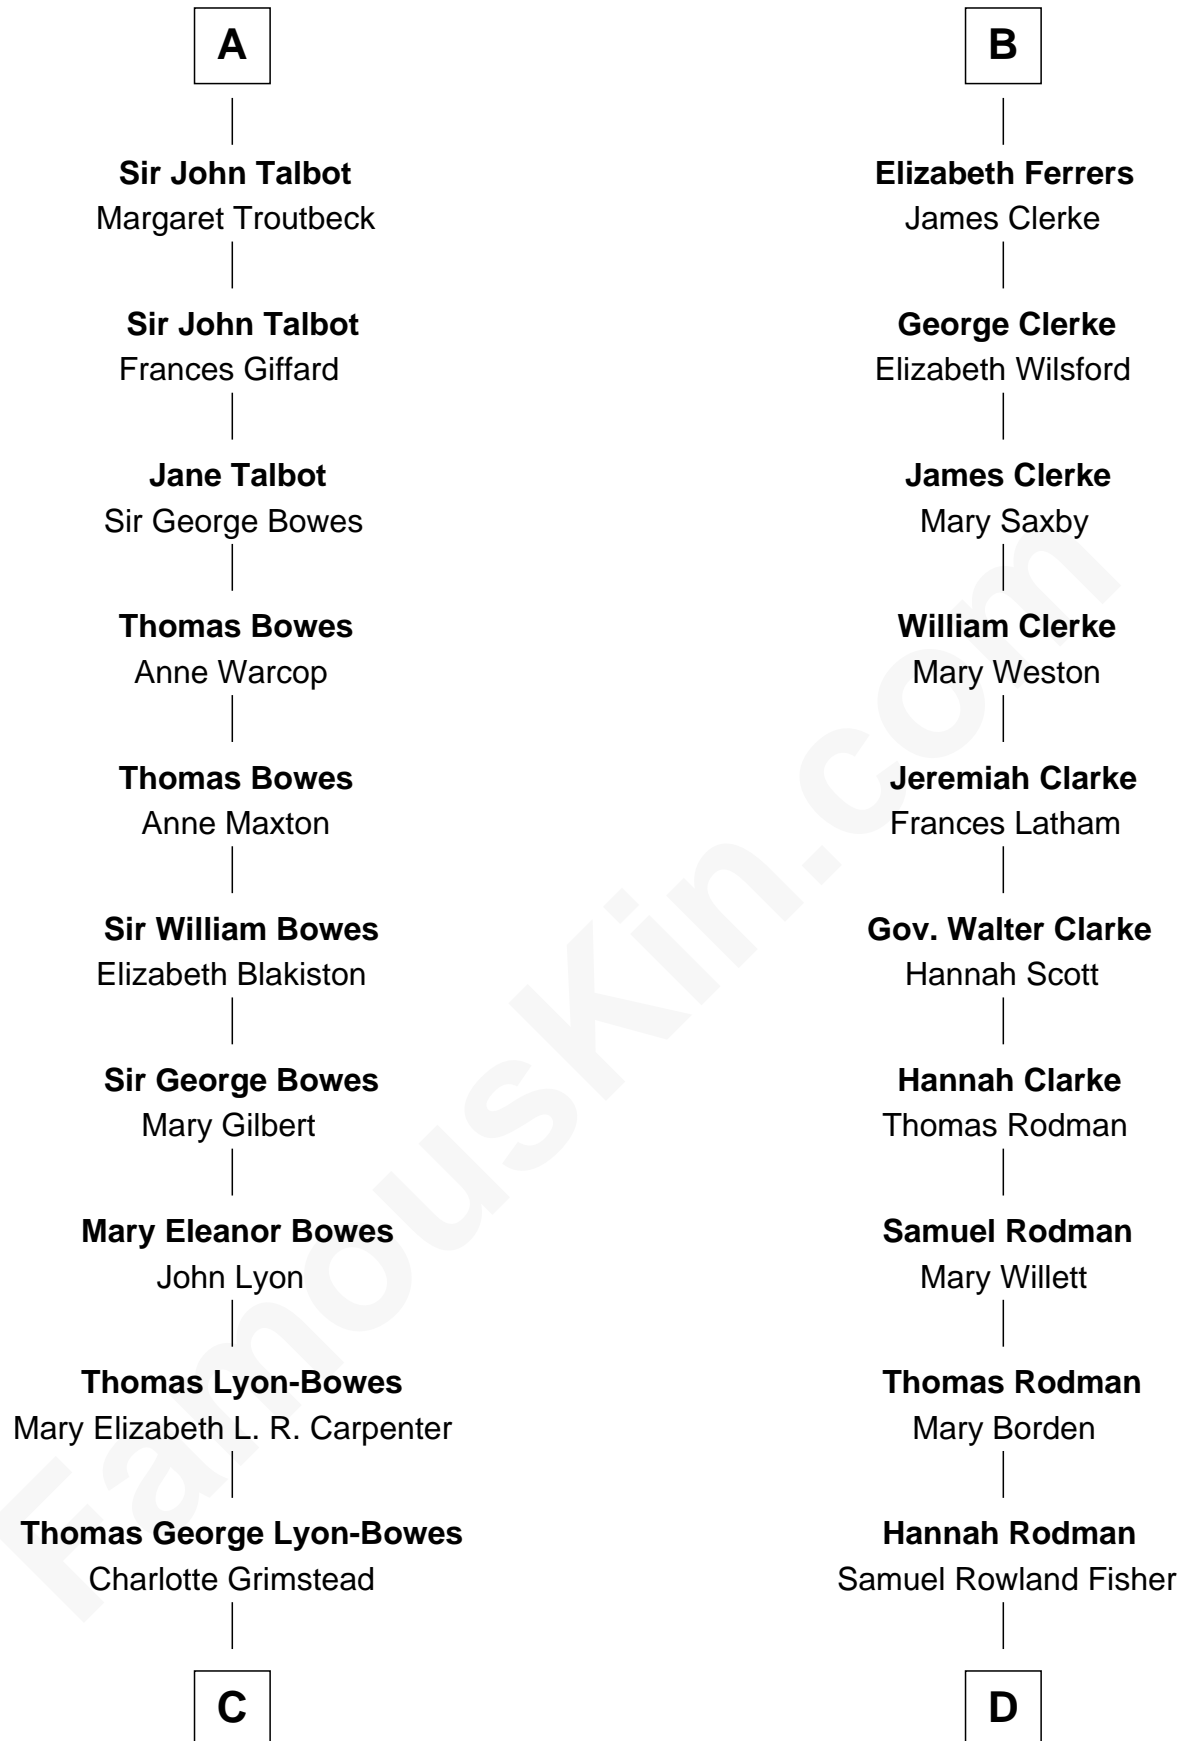 A
Sir John Talbot
Margaret Troutbeck
Sir John Talbot
Frances Giffard
Jane Talbot
Sir George Bowes
Thomas Bowes
Anne Warcop
Thomas Bowes
Anne Maxton
Sir William Bowes
Elizabeth Blakiston
Sir George Bowes
Mary Gilbert
Mary Eleanor Bowes
John Lyon
Thomas Lyon-Bowes
Mary Elizabeth L. R. Carpenter
Thomas George Lyon-Bowes
Charlotte Grimstead
C
B
Elizabeth Ferrers
James Clerke
George Clerke
Elizabeth Wilsford
James Clerke
Mary Saxby
William Clerke
Mary Weston
Jeremiah Clarke
Frances Latham
Gov. Walter Clarke
Hannah Scott
Hannah Clarke
Thomas Rodman
Samuel Rodman
Mary Willett
Thomas Rodman
Mary Borden
Hannah Rodman
Samuel Rowland Fisher
D
FamousKin.com